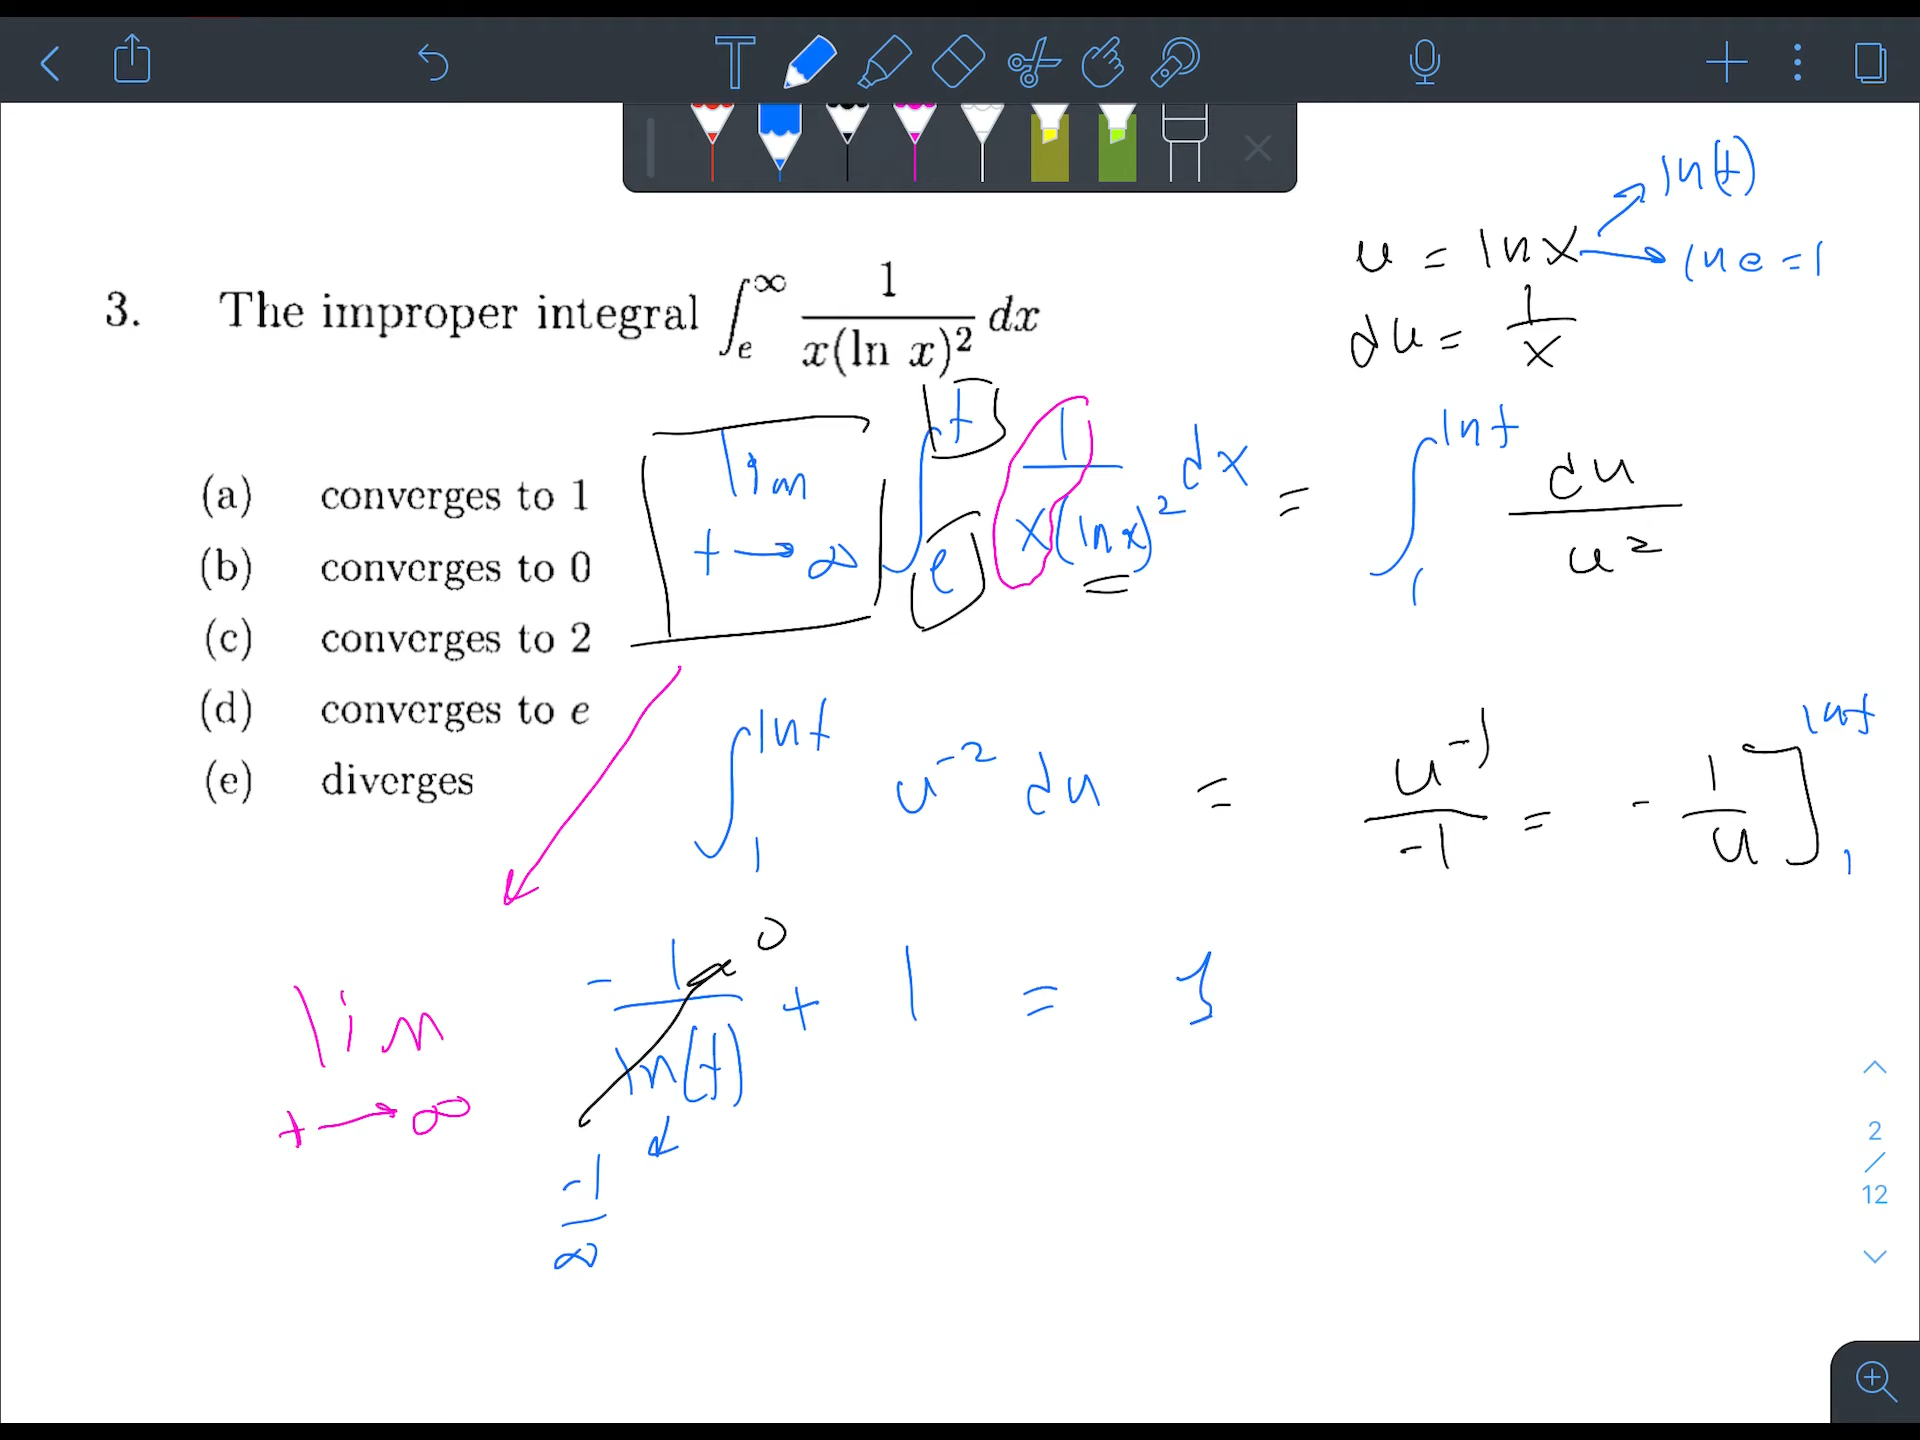 u = ln x → ln(t)
→ ln e = 1
du = 1/x
3. The improper integral ∫_e^∞ 1/(x(ln x)²) dx
(a) converges to 1
(b) converges to 0
(c) converges to 2
(d) converges to e
(e) diverges
lim t→∞ ∫_e^t 1/(x(ln x)²) dx = ∫_1^{ln t} du/u²
∫_1^{ln t} u⁻² du = u⁻¹/-1 = - 1/u ]_1^{ln t}
lim t→∞ -1/ln(t) + 1 = 1
0
-1/∞
2
/
12